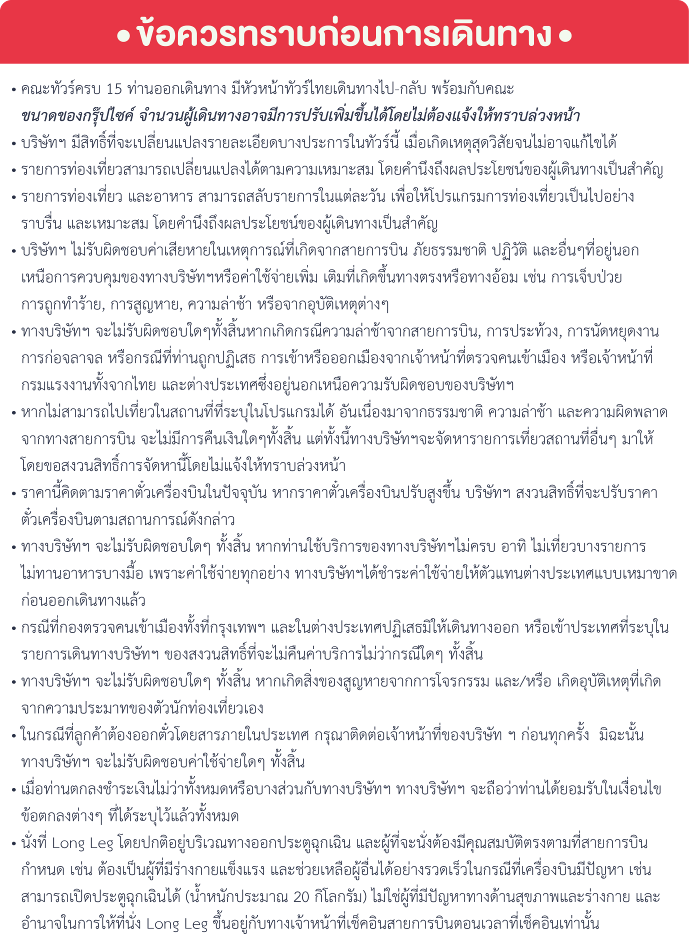 • ข้อควรทราบก่อนการเดินทาง •
• คณะทัวร์ครบ 15 ท่านออกเดินทาง มีหัวหน้าทัวร์ไทยเดินทางไป-กลับ พร้อมกับคณะ
ขนาดของกรุ๊ปไซค์ จำนวนผู้เดินทางอาจมีการปรับเพิ่มขึ้นได้โดยไม่ต้องแจ้งให้ทราบล่วงหน้า
• บริษัทฯ มีสิทธิ์ที่จะเปลี่ยนแปลงรายละเอียดบางประการในทัวร์นี้ เมื่อเกิดเหตุสุดวิสัยจนไม่อาจแก้ไขได้
• รายการท่องเที่ยวสามารถเปลี่ยนแปลงได้ตามความเหมาะสม โดยคำนึงถึงผลประโยชน์ของผู้เดินทางเป็นสำคัญ
• รายการท่องเที่ยว และอาหาร สามารถสลับรายการในแต่ละวัน เพื่อให้โปรแกรมการท่องเที่ยวเป็นไปอย่าง
ราบรื่น และเหมาะสม โดยคำนึงถึงผลประโยชน์ของผู้เดินทางเป็นสำคัญ
• บริษัทฯ ไม่รับผิดชอบค่าเสียหายในเหตุการณ์ที่เกิดจากสายการบิน ภัยธรรมชาติ ปฏิวัติ และอื่นๆที่อยู่นอก
เหนือการควบคุมของทางบริษัทฯหรือค่าใช้จ่ายเพิ่ม เติมที่เกิดขึ้นทางตรงหรือทางอ้อม เช่น การเจ็บป่วย
การถูกทำร้าย, การสูญหาย, ความล่าช้า หรือจากอุบัติเหตุต่างๆ
• ทางบริษัทฯ จะไม่รับผิดชอบใดๆทั้งสิ้นหากเกิดกรณีความล่าช้าจากสายการบิน, การประท้วง, การนัดหยุดงาน
การก่อจลาจล หรือกรณีที่ท่านถูกปฏิเสธ การเข้าหรือออกเมืองจากเจ้าหน้าที่ตรวจคนเข้าเมือง หรือเจ้าหน้าที่
กรมแรงงานทั้งจากไทย และต่างประเทศซึ่งอยู่นอกเหนือความรับผิดชอบของบริษัทฯ
• หากไม่สามารถไปเที่ยวในสถานที่ที่ระบุในโปรแกรมได้ อันเนื่องมาจากธรรมชาติ ความล่าช้า และความผิดพลาด
จากทางสายการบิน จะไม่มีการคืนเงินใดๆทั้งสิ้น แต่ทั้งนี้ทางบริษัทฯจะจัดหารายการเที่ยวสถานที่อื่นๆ มาให้
โดยขอสงวนสิทธิ์การจัดหานี้โดยไม่แจ้งให้ทราบล่วงหน้า
• ราคานี้คิดตามราคาตั๋วเครื่องบินในปัจจุบัน หากราคาตั๋วเครื่องบินปรับสูงขึ้น บริษัทฯ สงวนสิทธิ์ที่จะปรับราคา
ตั๋วเครื่องบินตามสถานการณ์ดังกล่าว
• ทางบริษัทฯ จะไม่รับผิดชอบใดๆ ทั้งสิ้น หากท่านใช้บริการของทางบริษัทฯไม่ครบ อาทิ ไม่เที่ยวบางรายการ
ไม่ทานอาหารบางมื้อ เพราะค่าใช้จ่ายทุกอย่าง ทางบริษัทฯได้ชำระค่าใช้จ่ายให้ตัวแทนต่างประเทศแบบเหมาขาด
ก่อนออกเดินทางแล้ว
• กรณีที่กองตรวจคนเข้าเมืองทั้งที่กรุงเทพฯ และในต่างประเทศปฏิเสธมิให้เดินทางออก หรือเข้าประเทศที่ระบุใน
รายการเดินทางบริษัทฯ ของสงวนสิทธิ์ที่จะไม่คืนค่าบริการไม่ว่ากรณีใดๆ ทั้งสิ้น
• ทางบริษัทฯ จะไม่รับผิดชอบใดๆ ทั้งสิ้น หากเกิดสิ่งของสูญหายจากการโจรกรรม และ/หรือ เกิดอุบัติเหตุที่เกิด
จากความประมาทของตัวนักท่องเที่ยวเอง
• ในกรณีที่ลูกค้าต้องออกตั๋วโดยสารภายในประเทศ กรุณาติดต่อเจ้าหน้าที่ของบริษัท ฯ ก่อนทุกครั้ง มิฉะนั้น
ทางบริษัทฯ จะไม่รับผิดชอบค่าใช้จ่ายใดๆ ทั้งสิ้น
• เมื่อท่านตกลงชำระเงินไม่ว่าทั้งหมดหรือบางส่วนกับทางบริษัทฯ ทางบริษัทฯ จะถือว่าท่านได้ยอมรับในเงื่อนไข
ข้อตกลงต่างๆ ที่ได้ระบุไว้แล้วทั้งหมด
• นั่งที่ Long Leg โดยปกติอยู่บริเวณทางออกประตูฉุกเฉิน และผู้ที่จะนั่งต้องมีคุณสมบัติตรงตามที่สายการบิน
กำหนด เช่น ต้องเป็นผู้ที่มีร่างกายแข็งแรง และช่วยเหลือผู้อื่นได้อย่างรวดเร็วในกรณีที่เครื่องบินมีปัญหา เช่น
สามารถเปิดประตูฉุกเฉินได้ (น้ำหนักประมาณ 20 กิโลกรัม) ไม่ใช่ผู้ที่มีปัญหาทางด้านสุขภาพและร่างกาย และ
อำนาจในการให้ที่นั่ง Long Leg ขึ้นอยู่กับทางเจ้าหน้าที่เช็คอินสายการบินตอนเวลาที่เช็คอินเท่านั้น